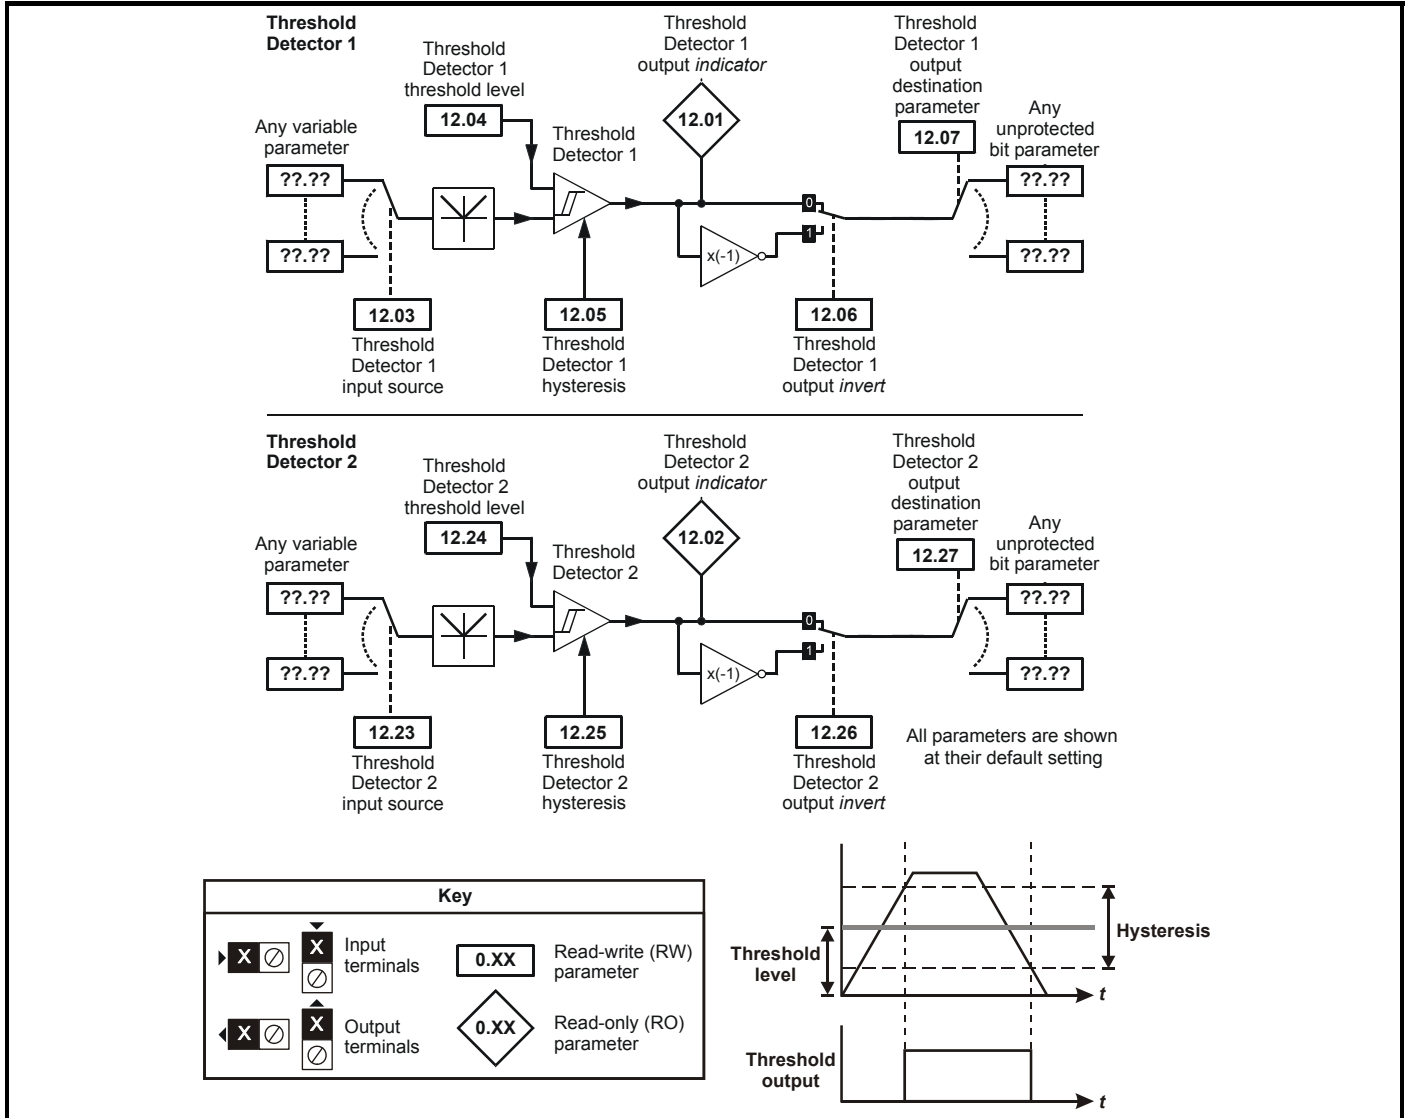 Threshold
Detector 1
Threshold
Detector 1
threshold level
12.04
Threshold
Detector 1
output indicator
12.01
Threshold
Detector 1
output
destination
parameter
12.07
Any variable
parameter
??.??
??.??
Threshold
Detector 1
Any
unprotected
bit parameter
??.??
??.??
0
1
x(-1)
12.03
Threshold
Detector 1
input source
12.05
Threshold
Detector 1
hysteresis
12.06
Threshold
Detector 1
output invert
Threshold
Detector 2
Threshold
Detector 2
threshold level
12.24
Threshold
Detector 2
output indicator
12.02
Threshold
Detector 2
output
destination
parameter
12.27
Any variable
parameter
??.??
??.??
Threshold
Detector 2
Any
unprotected
bit parameter
??.??
??.??
0
1
x(-1)
12.23
Threshold
Detector 2
input source
12.25
Threshold
Detector 2
hysteresis
12.26
Threshold
Detector 2
output invert
All parameters are shown
at their default setting
Key
X
X
Input
terminals
0.XX
Read-write (RW)
parameter
X
X
Output
terminals
0.XX
Read-only (RO)
parameter
Threshold
level
Hysteresis
t
Threshold
output
t